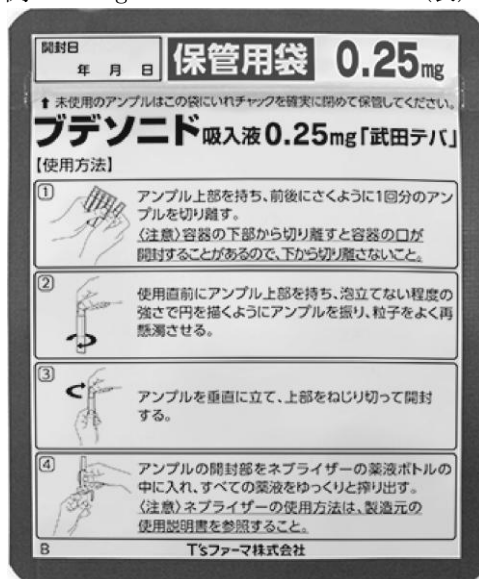 開封日
年 月 日
保管用袋 0.25mg
⬆ 未使用のアンプルはこの袋にいれチャックを確実に閉めて保管してください。
ブデソニド吸入液0.25mg「武田テバ」
【使用方法】
① アンプル上部を持ち、前後にさくように1回分のアン
プルを切り離す。
〈注意〉容器の下部から切り離すと容器の口が
開封することがあるので、下から切り離さないこと。
② 使用直前にアンプル上部を持ち、泡立てない程度の
強さで円を描くようにアンプルを振り、粒子をよく再
懸濁させる。
③ アンプルを垂直に立て、上部をねじり切って開封
する。
④ アンプルの開封部をネブライザーの薬液ボトルの
中に入れ、すべての薬液をゆっくりと搾り出す。
〈注意〉ネブライザーの使用方法は、製造元の
使用説明書を参照すること。
B
T'sファーマ株式会社